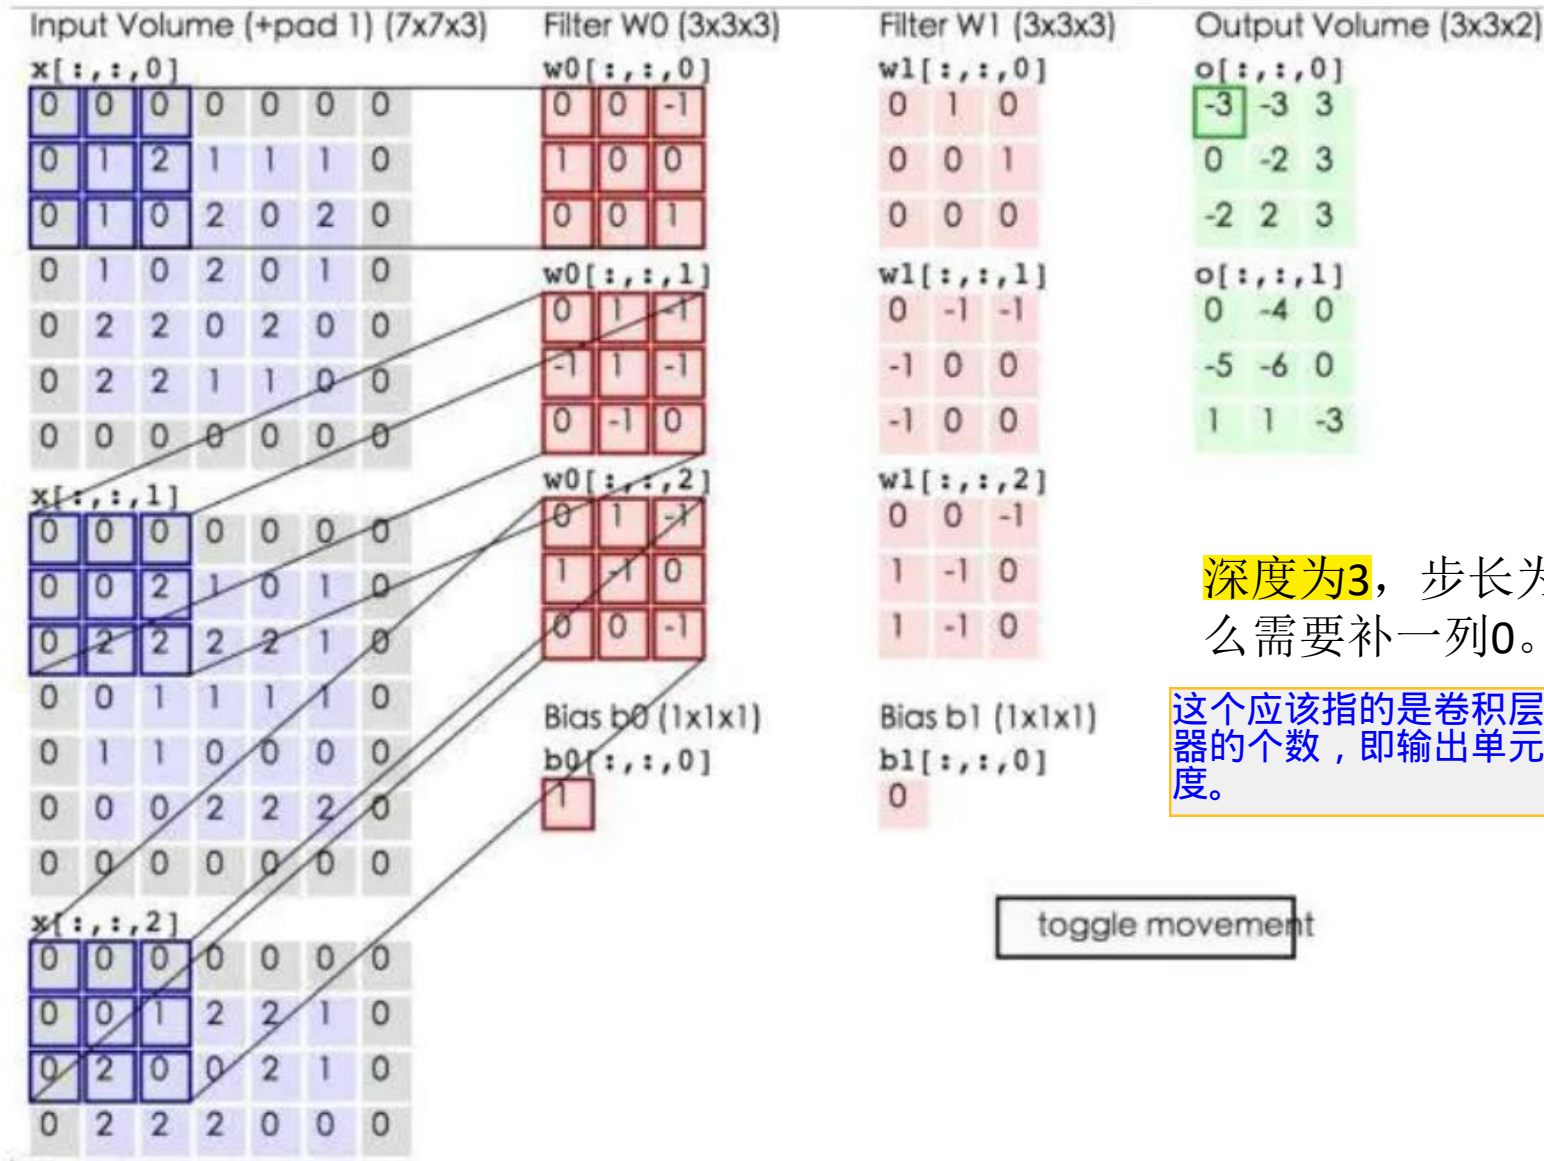 Input Volume (+pad 1) (7x7x3)
x[:,:,0]
0 0 0 0 0 0 0
0 1 2 1 1 1 0
0 1 0 2 0 2 0
0 1 0 2 0 1 0
0 2 2 0 2 0 0
0 2 2 1 1 0 0
0 0 0 0 0 0 0
x[:,:,1]
0 0 0 0 0 0 0
0 0 2 1 0 1 0
0 2 2 2 2 1 0
0 0 1 1 1 1 0
0 1 1 0 0 0 0
0 0 0 2 2 2 0
0 0 0 0 0 0 0
x[:,:,2]
0 0 0 0 0 0 0
0 0 1 2 2 1 0
0 2 0 0 2 1 0
0 2 2 2 0 0 0
Filter W0 (3x3x3)
w0[:,:,0]
0 0 -1
1 0 0
0 0 1
w0[:,:,1]
0 1 -1
-1 1 -1
0 -1 0
w0[:,:,2]
0 1 -1
1 -1 0
0 0 -1
Bias b0 (1x1x1)
b0[:,:,0]
1
Filter W1 (3x3x3)
w1[:,:,0]
0 1 0
0 0 1
0 0 0
w1[:,:,1]
0 -1 -1
-1 0 0
-1 0 0
w1[:,:,2]
0 0 -1
1 -1 0
1 -1 0
Bias b1 (1x1x1)
b1[:,:,0]
0
Output Volume (3x3x2)
o[:,:,0]
-3 -3 3
0 -2 3
-2 2 3
o[:,:,1]
0 -4 0
-5 -6 0
1 1 -3
深度为3，步长为
么需要补一列0。
这个应该指的是卷积层
器的个数，即输出单元
度。
toggle movement